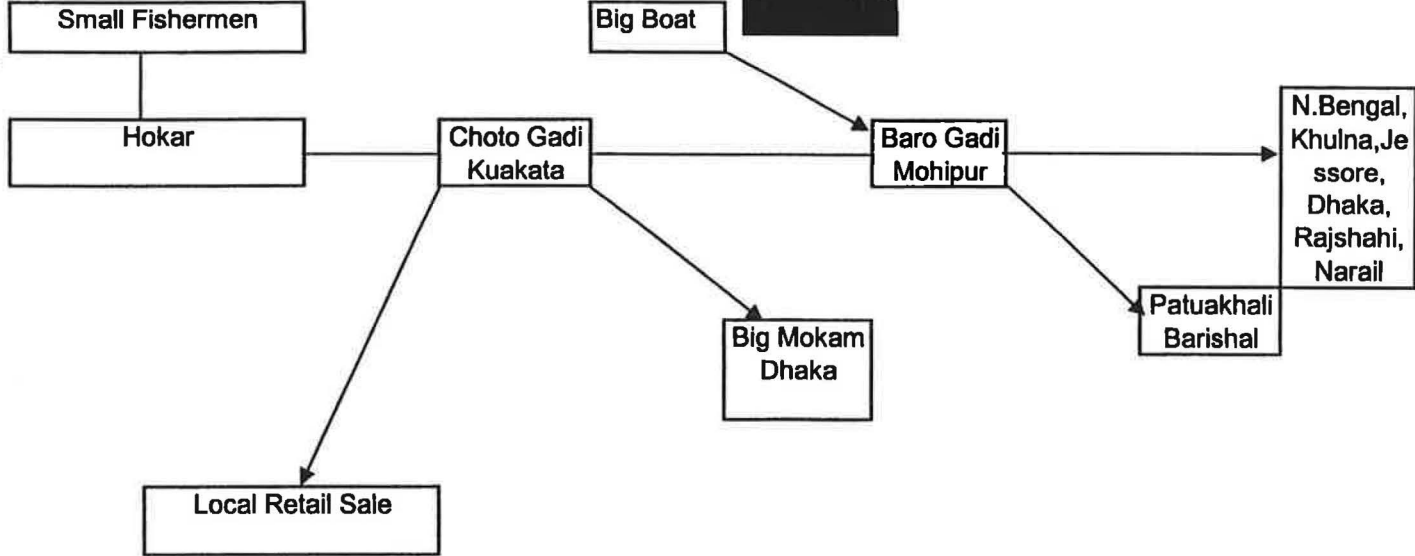 Small Fishermen
Big Boat
Hokar
Choto Gadi
Kuakata
Baro Gadi
Mohipur
N.Bengal,
Khulna,Je
ssore,
Dhaka,
Rajshahi,
Narail
Patuakhali
Barishal
Big Mokam
Dhaka
Local Retail Sale